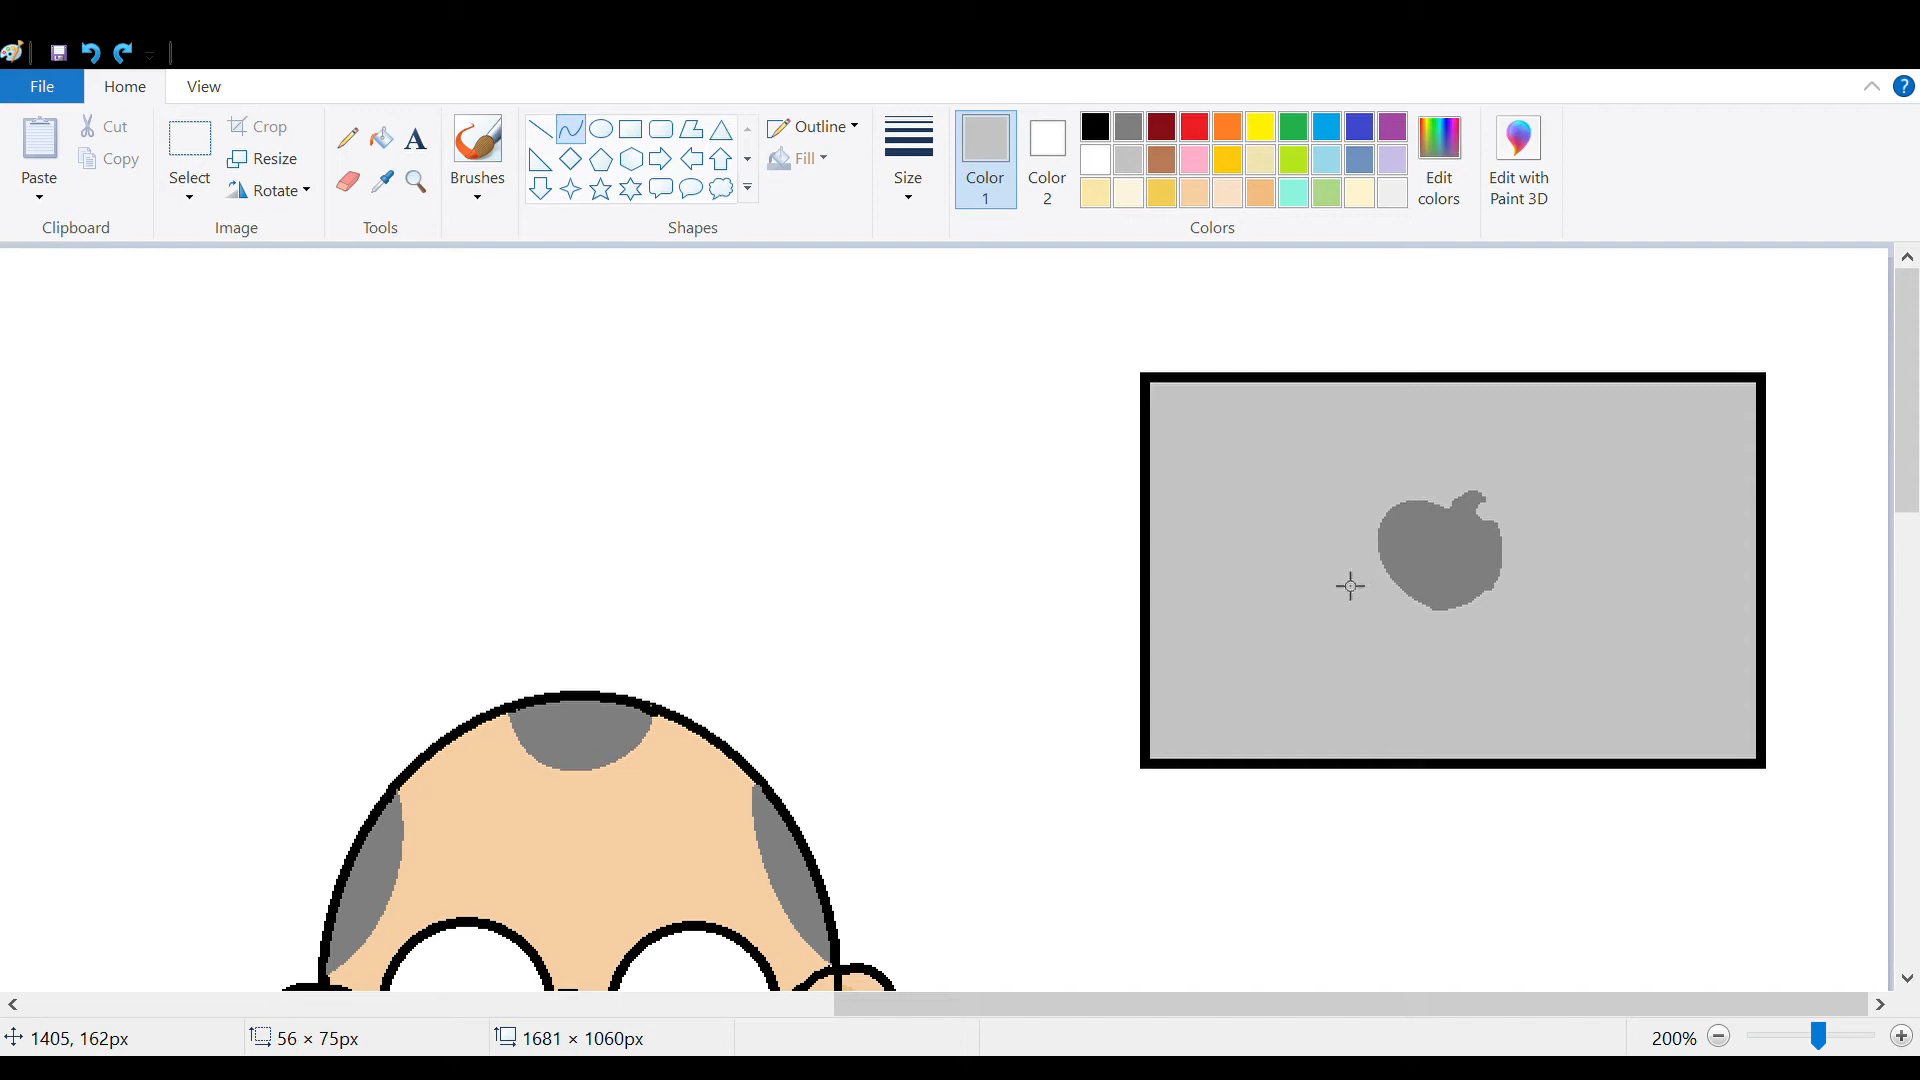 File Home View
Paste
Cut
Copy
Clipboard
Select
Crop
Resize
Rotate
Image
A
Tools
Brushes
Shapes
Outline
Fill
Size
Color 1
Color 2
Colors
Edit colors
Edit with Paint 3D
?
1405, 162px
56 × 75px
1681 × 1060px
200%